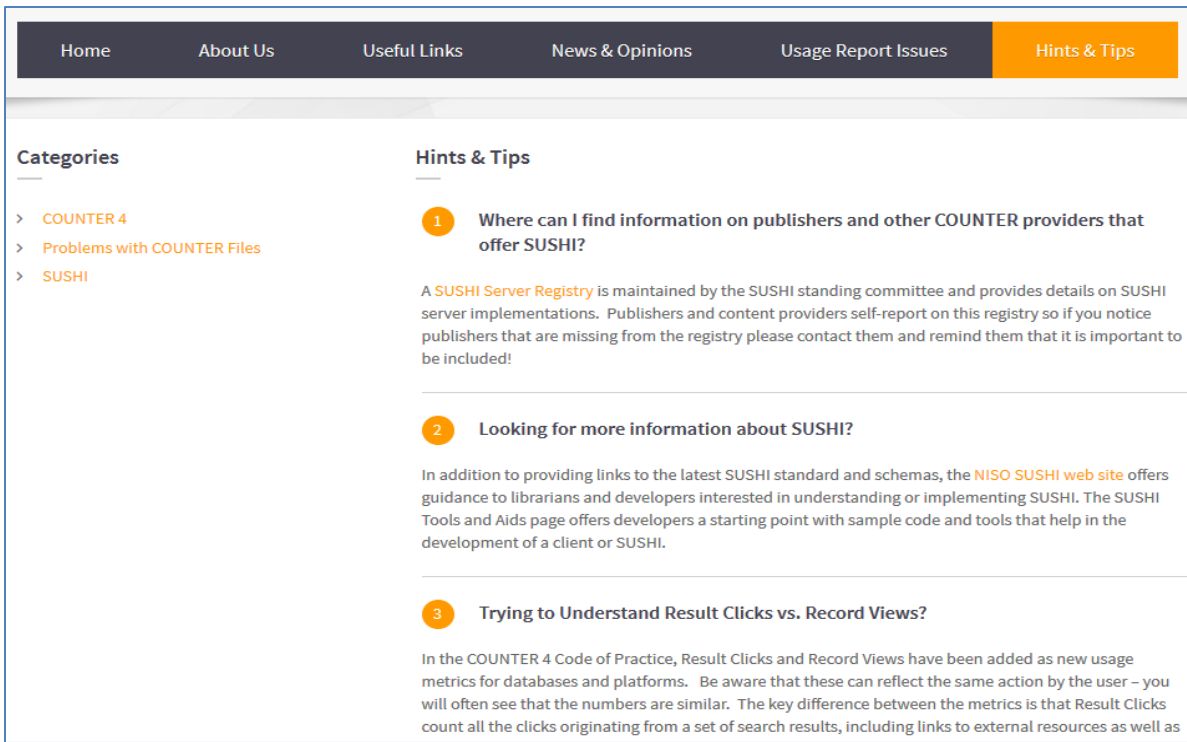 Home About Us Useful Links News & Opinions Usage Report Issues Hints & Tips
Categories
COUNTER 4
Problems with COUNTER Files
SUSHI
Hints & Tips
1 Where can I find information on publishers and other COUNTER providers that
offer SUSHI?
A SUSHI Server Registry is maintained by the SUSHI standing committee and provides details on SUSHI
server implementations. Publishers and content providers self-report on this registry so if you notice
publishers that are missing from the registry please contact them and remind them that it is important to
be included!
2 Looking for more information about SUSHI?
In addition to providing links to the latest SUSHI standard and schemas, the NISO SUSHI web site offers
guidance to librarians and developers interested in understanding or implementing SUSHI. The SUSHI
Tools and Aids page offers developers a starting point with sample code and tools that help in the
development of a client or SUSHI.
3 Trying to Understand Result Clicks vs. Record Views?
In the COUNTER 4 Code of Practice, Result Clicks and Record Views have been added as new usage
metrics for databases and platforms. Be aware that these can reflect the same action by the user – you
will often see that the numbers are similar. The key difference between the metrics is that Result Clicks
count all the clicks originating from a set of search results, including links to external resources as well as